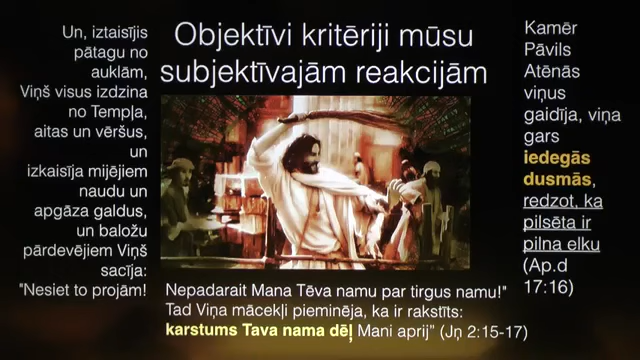 Objektīvi kritēriji mūsu
subjektīvajām reakcijām
Un, iztaisījis
pātagu no
auklām,
Viņš visus izdzina
no Tempļa,
aitas un vēršus,
un
izkaisīja mijējiem
naudu un
apgāza galdus,
un baložu
pārdevējiem Viņš
sacīja:
"Nesiet to projām!
Nepadarait Mana Tēva namu par tirgus namu!"
Tad Viņa mācekļi pieminēja, ka ir rakstīts:
karstums Tava nama dēļ Mani aprij" (Jņ 2:15-17)
Kamēr
Pāvils
Atēnās
viņus
gaidīja, viņa
gars
iedegās
dusmās,
redzot, ka
pilsēta ir
pilna elku
(Ap.d
17:16)